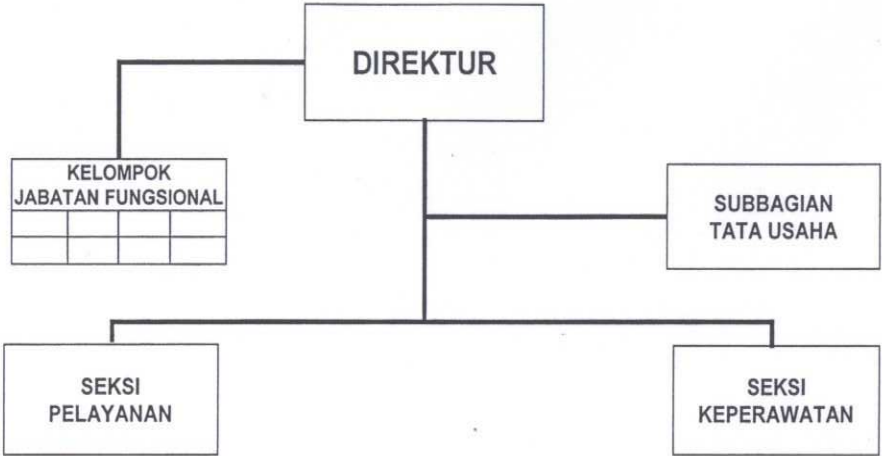 DIREKTUR
KELOMPOK
JABATAN FUNGSIONAL
SUBBAGIAN
TATA USAHA
SEKSI
PELAYANAN
SEKSI
KEPERAWATAN